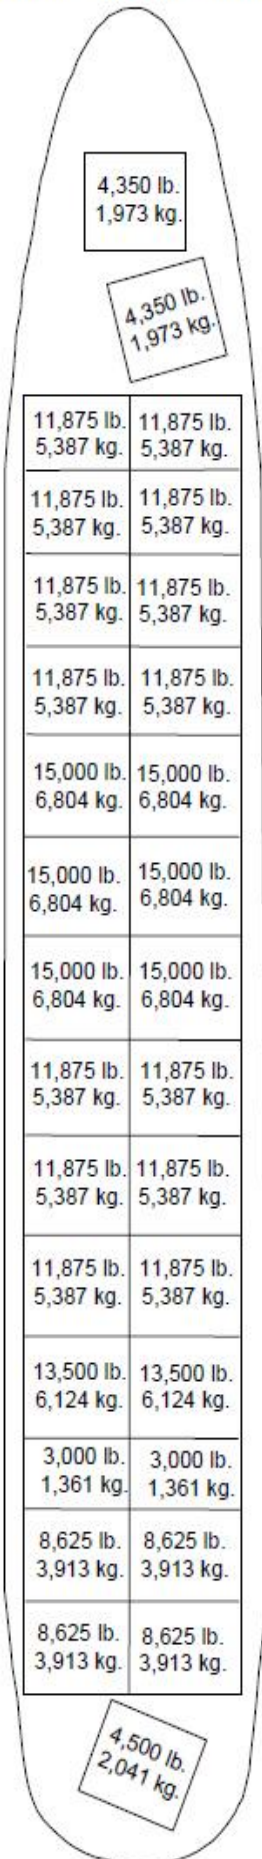 4,350 lb.
1,973 kg.
4,350 lb.
1,973 kg.
11,875 lb. 11,875 lb.
5,387 kg. 5,387 kg.
11,875 lb. 11,875 lb.
5,387 kg. 5,387 kg.
11,875 lb. 11,875 lb.
5,387 kg. 5,387 kg.
11,875 lb. 11,875 lb.
5,387 kg. 5,387 kg.
15,000 lb. 15,000 lb.
6,804 kg. 6,804 kg.
15,000 lb. 15,000 lb.
6,804 kg. 6,804 kg.
15,000 lb. 15,000 lb.
6,804 kg. 6,804 kg.
11,875 lb. 11,875 lb.
5,387 kg. 5,387 kg.
11,875 lb. 11,875 lb.
5,387 kg. 5,387 kg.
11,875 lb. 11,875 lb.
5,387 kg. 5,387 kg.
13,500 lb. 13,500 lb.
6,124 kg. 6,124 kg.
3,000 lb. 3,000 lb.
1,361 kg. 1,361 kg.
8,625 lb. 8,625 lb.
3,913 kg. 3,913 kg.
8,625 lb. 8,625 lb.
3,913 kg. 3,913 kg.
4,500 lb.
2,041 kg.